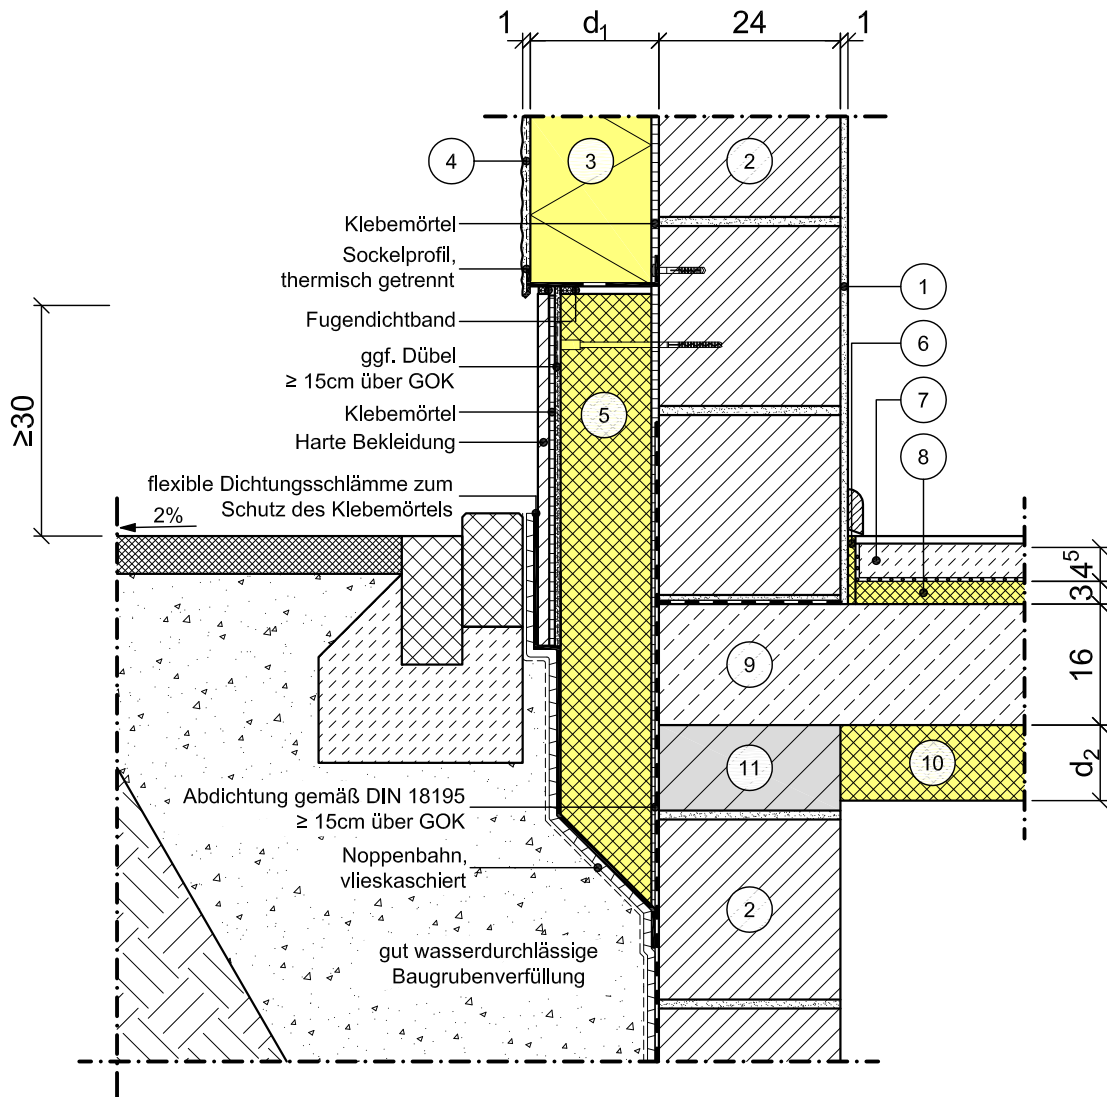 1 d1 24 1
4 3 2
Klebemörtel
Sockelprofil,
thermisch getrennt
1
Fugendichtband
6
ggf. Dübel
≥ 15cm über GOK
7
Klebemörtel
5
≥30
Harte Bekleidung
8
flexible Dichtungsschlämme zum
Schutz des Klebemörtels
2%
4⁵
3
9
16
11
10
d2
Abdichtung gemäß DIN 18195
≥ 15cm über GOK
Noppenbahn,
vlieskaschiert
2
gut wasserdurchlässige
Baugrubenverfüllung